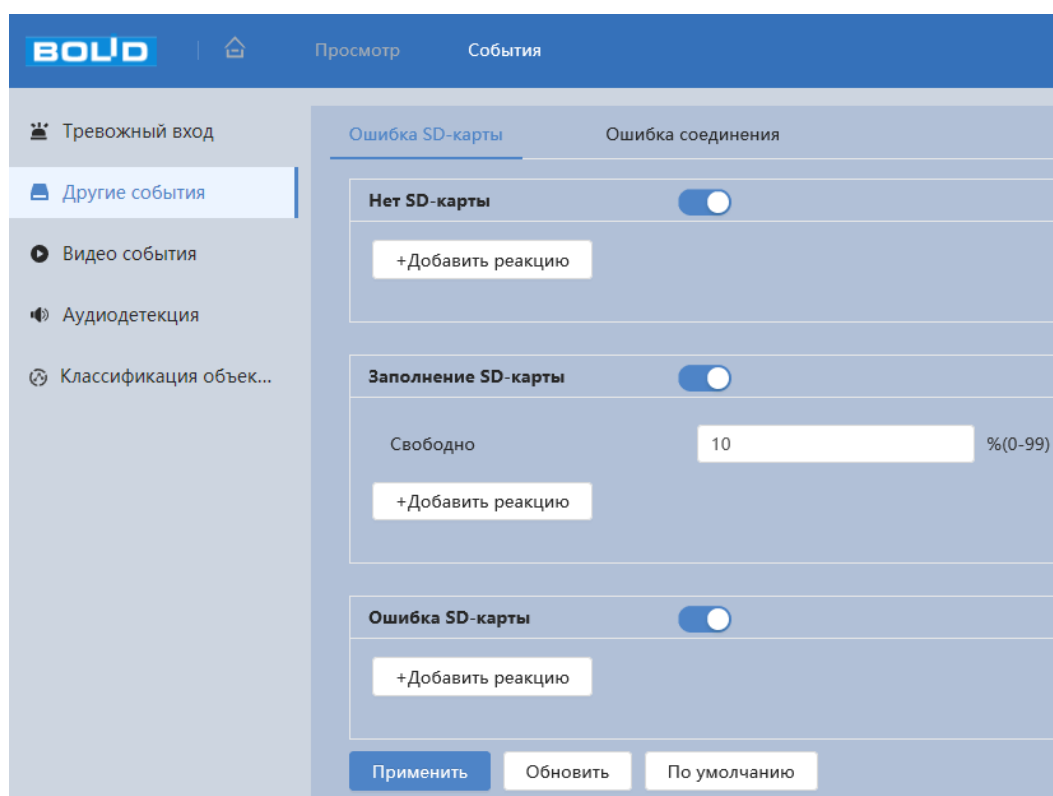 BOLID
Просмотр
События
Тревожный вход
Другие события
Видео события
Аудиодетекция
Классификация объек...
Ошибка SD-карты
Ошибка соединения
Нет SD-карты
+Добавить реакцию
Заполнение SD-карты
Свободно 10 %(0-99)
+Добавить реакцию
Ошибка SD-карты
+Добавить реакцию
Применить
Обновить
По умолчанию